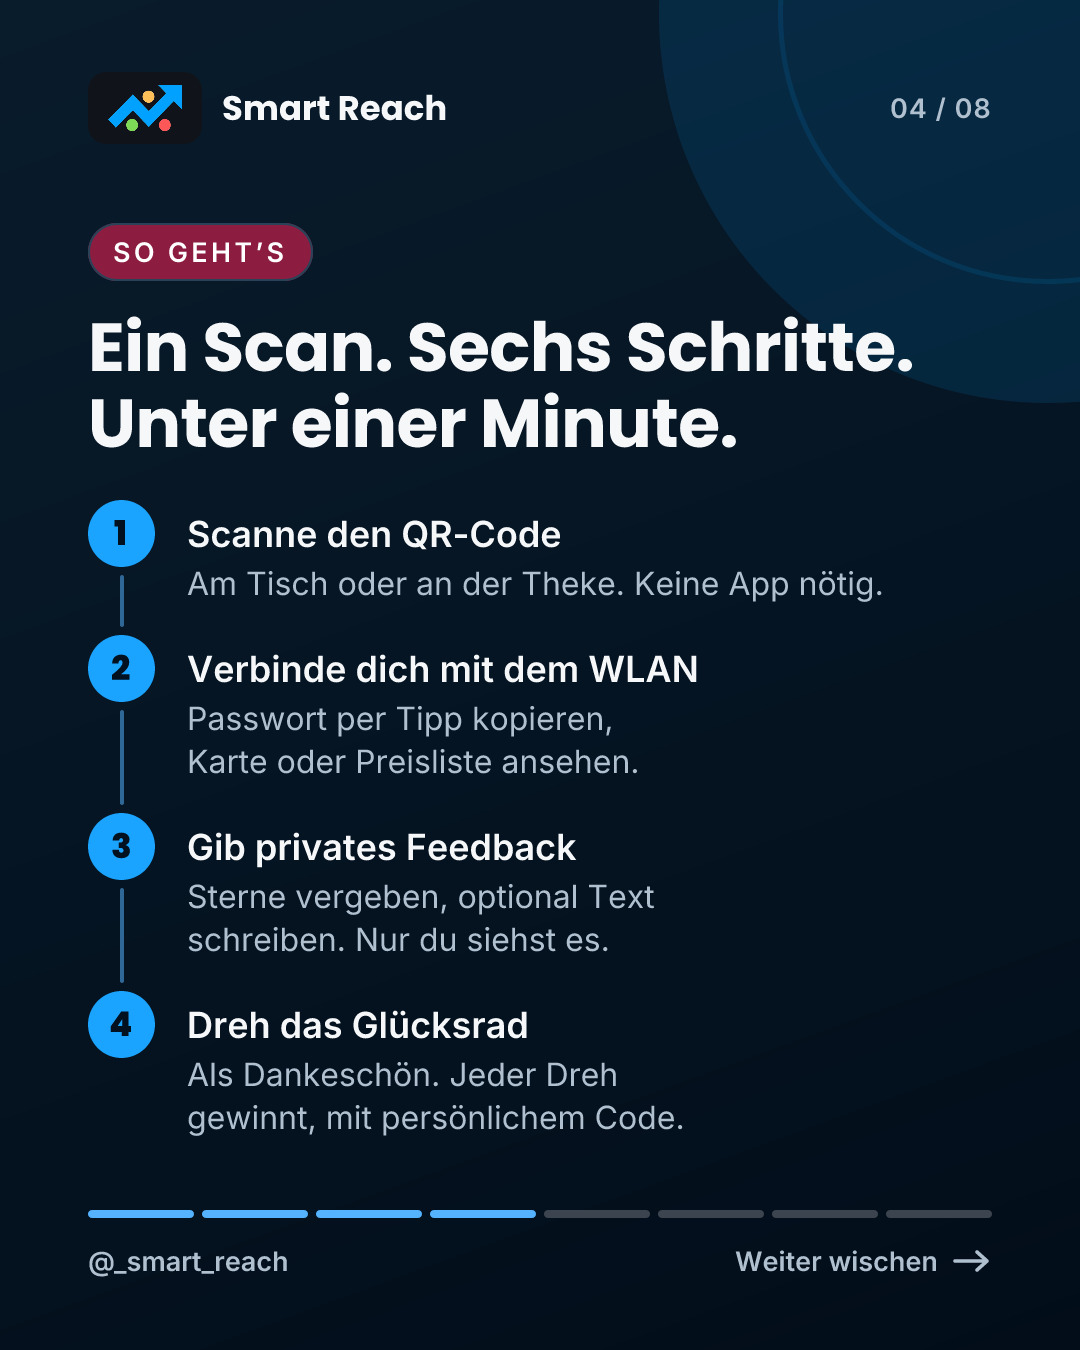 Smart Reach
04 / 08
SO GEHT’S
Ein Scan. Sechs Schritte.
Unter einer Minute.
1
Scanne den QR-Code
Am Tisch oder an der Theke. Keine App nötig.
2
Verbinde dich mit dem WLAN
Passwort per Tipp kopieren,
Karte oder Preisliste ansehen.
3
Gib privates Feedback
Sterne vergeben, optional Text
schreiben. Nur du siehst es.
4
Dreh das Glücksrad
Als Dankeschön. Jeder Dreh
gewinnt, mit persönlichem Code.
@_smart_reach
Weiter wischen →